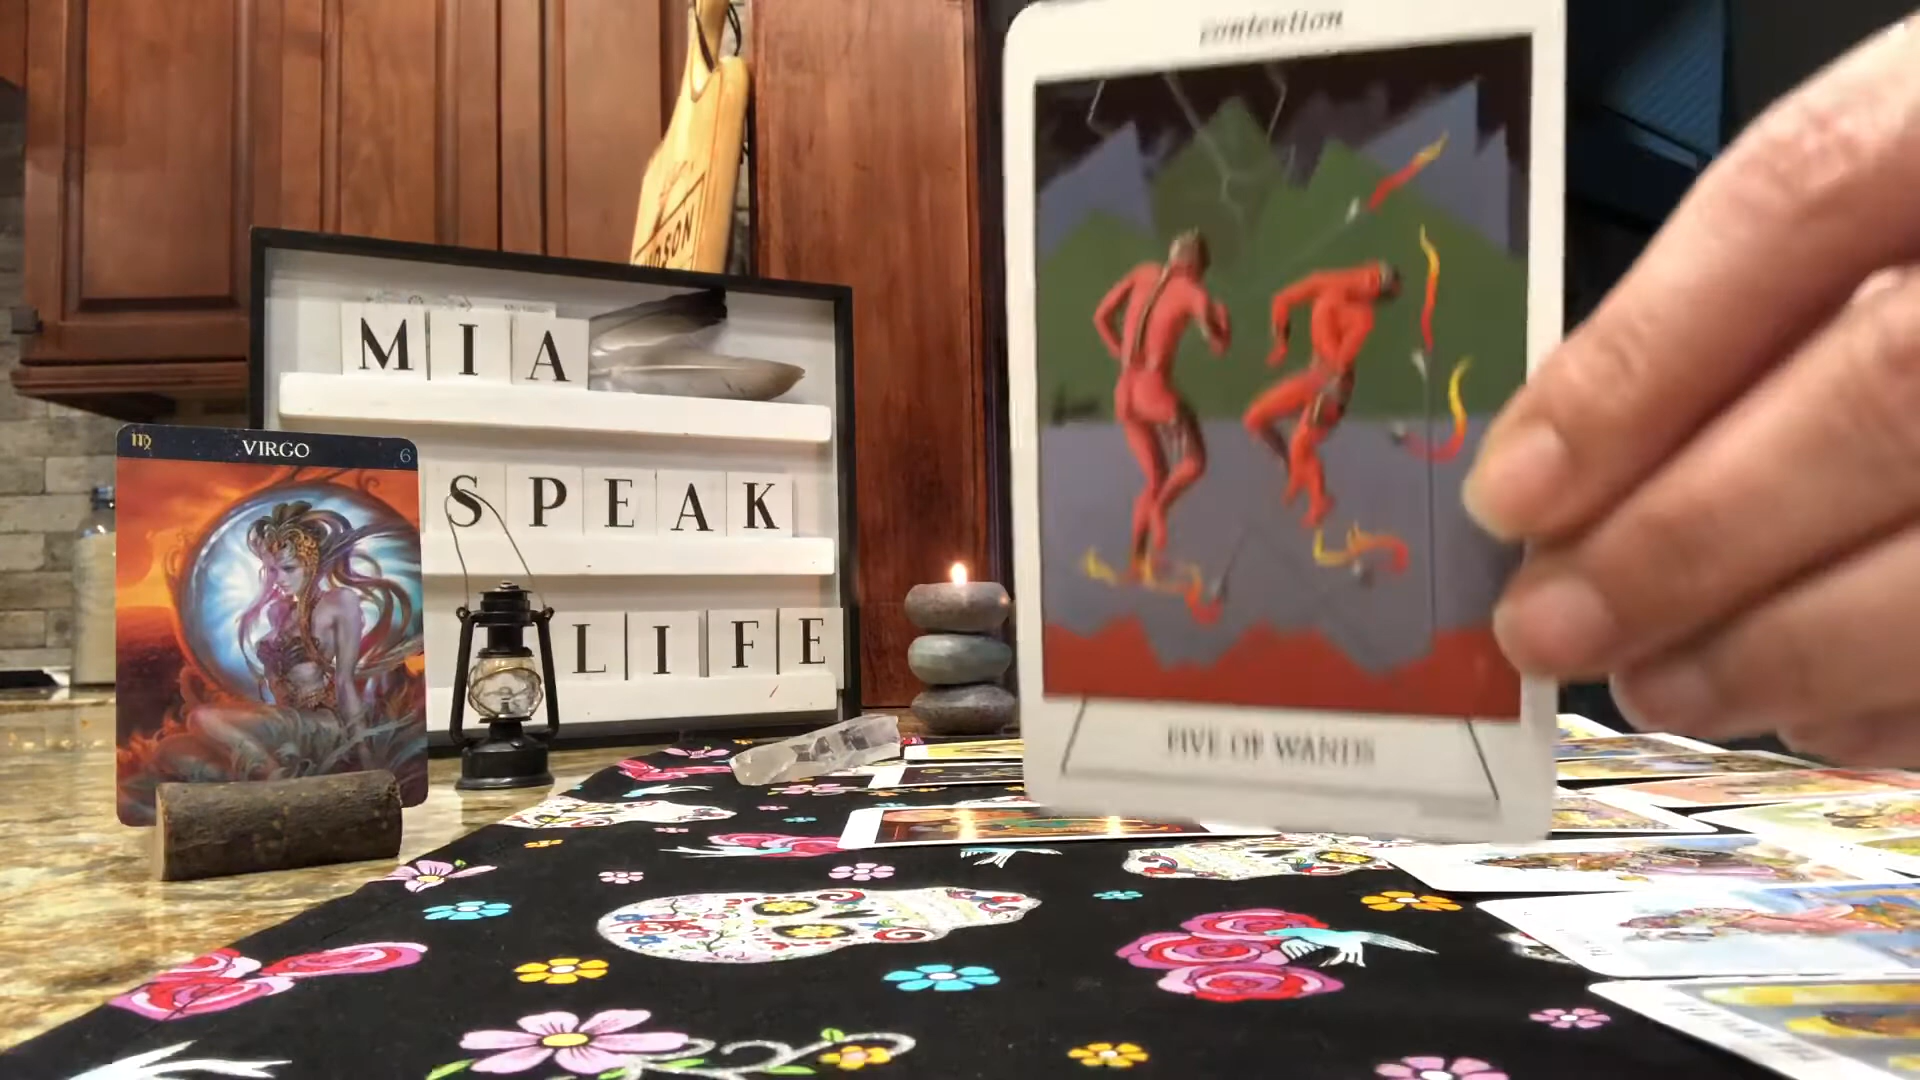 contention
FIVE OF WANDS
MIA
SPEAK
LIFE
♍ VIRGO 6